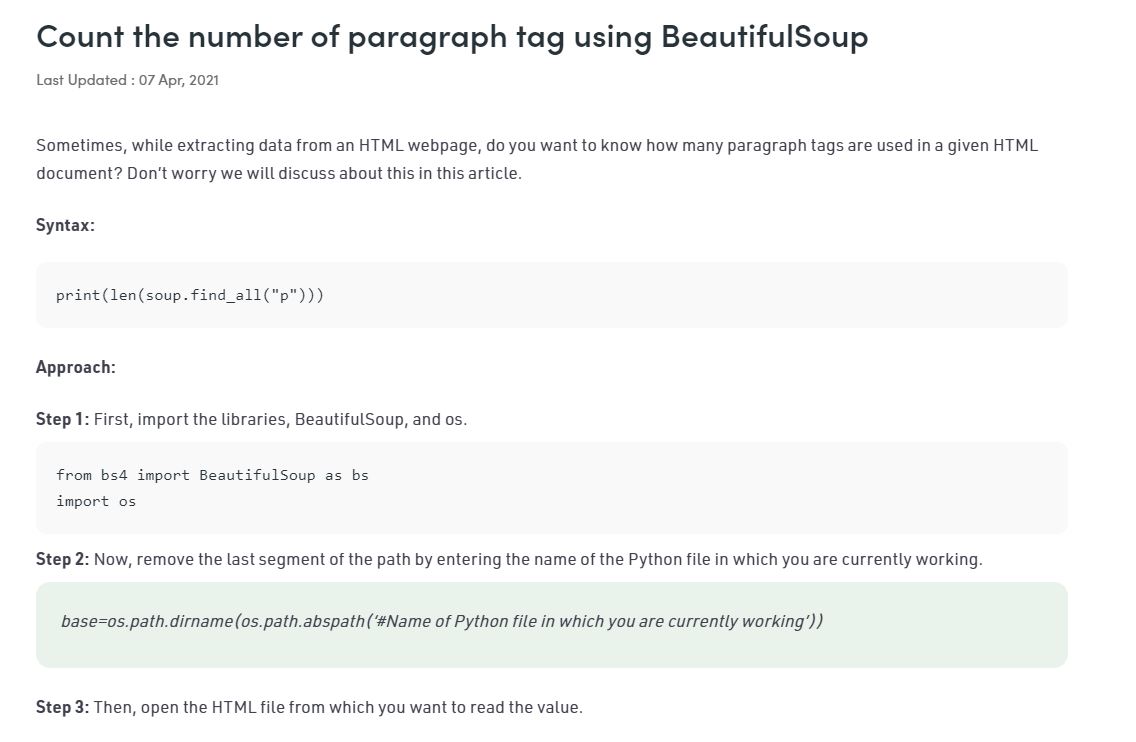 Count the number of paragraph tag using BeautifulSoup
Last Updated : 07 Apr, 2021
Sometimes, while extracting data from an HTML webpage, do you want to know how many paragraph tags are used in a given HTML
document? Don’t worry we will discuss about this in this article.
Syntax:
print(len(soup.find_all("p")))
Approach:
Step 1: First, import the libraries, BeautifulSoup, and os.
from bs4 import BeautifulSoup as bs
import os
Step 2: Now, remove the last segment of the path by entering the name of the Python file in which you are currently working.
base=os.path.dirname(os.path.abspath(‘#Name of Python file in which you are currently working’))
Step 3: Then, open the HTML file from which you want to read the value.